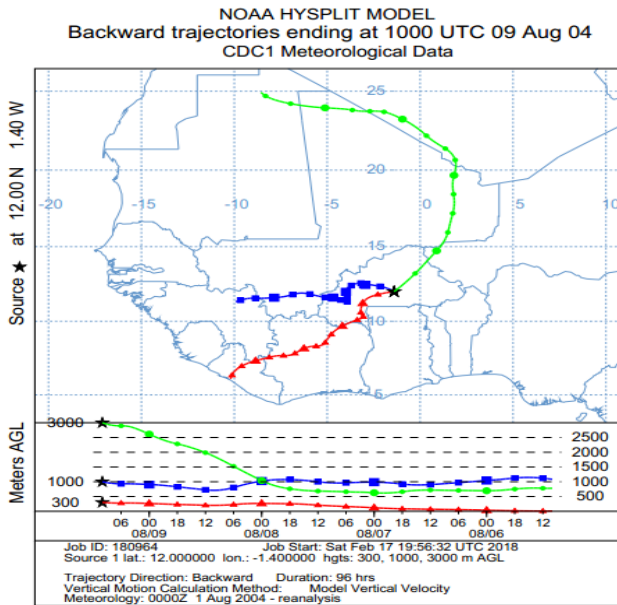 NOAA HYSPLIT MODEL
Backward trajectories ending at 1000 UTC 09 Aug 04
CDC1 Meteorological Data
Source ★ at 12.00 N 1.40 W
25
20
-20 -15 -10 -5 0 5 10
15
10
5
Meters AGL
3000
1000
300
2500
2000
1500
1000
500
06 00 18 12 06 00 18 12 06 00 18 12 06 00 18 12
08/09 08/08 08/07 08/06
Job ID: 180964 Job Start: Sat Feb 17 19:56:32 UTC 2018
Source 1 lat.: 12.000000 lon.: -1.400000 hgts: 300, 1000, 3000 m AGL
Trajectory Direction: Backward Duration: 96 hrs
Vertical Motion Calculation Method: Model Vertical Velocity
Meteorology: 0000Z 1 Aug 2004 - reanalysis